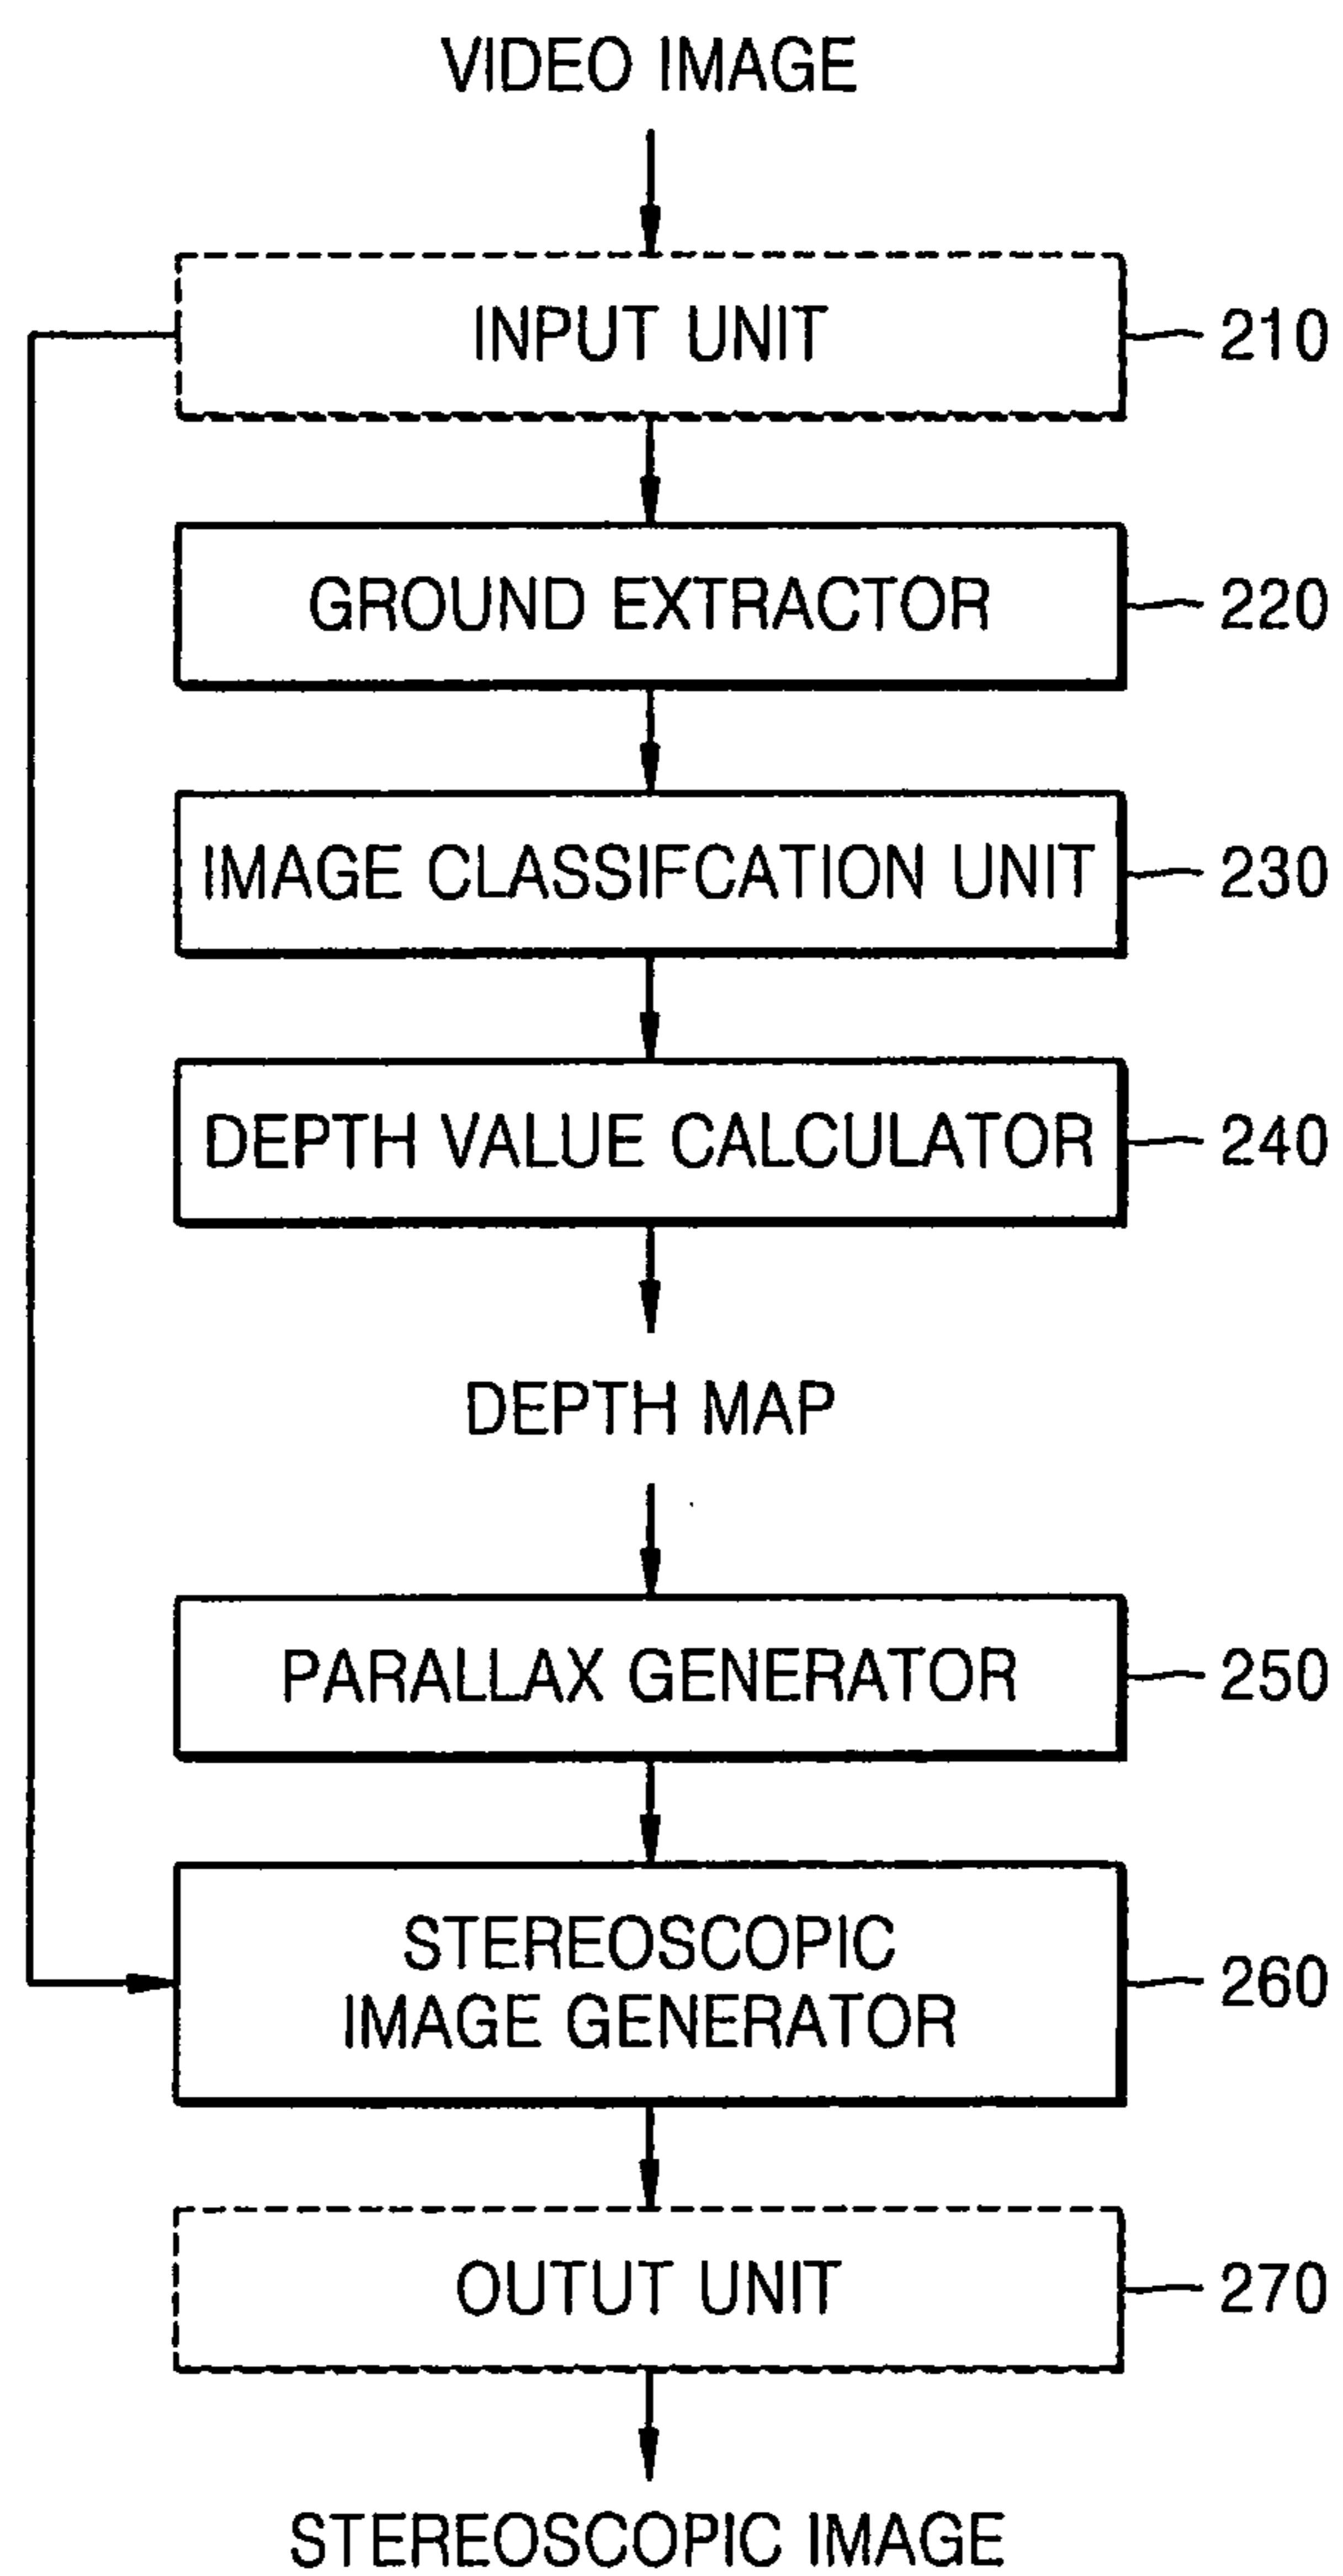 VIDEO IMAGE
INPUT UNIT
210
GROUND EXTRACTOR
220
IMAGE CLASSIFCATION UNIT
230
DEPTH VALUE CALCULATOR
240
DEPTH MAP
PARALLAX GENERATOR
250
STEREOSCOPIC
IMAGE GENERATOR
260
OUTUT UNIT
270
STEREOSCOPIC IMAGE